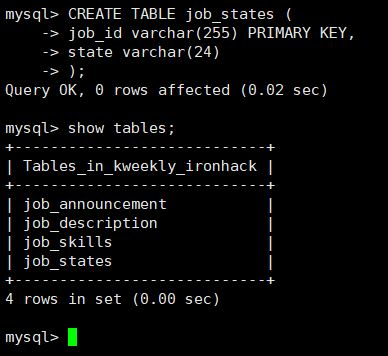 mysql> CREATE TABLE job_states (
    -> job_id varchar(255) PRIMARY KEY,
    -> state varchar(24)
    -> );
Query OK, 0 rows affected (0.02 sec)

mysql> show tables;
+---------------------------+
| Tables_in_kweekly_ironhack |
+---------------------------+
| job_announcement           |
| job_description            |
| job_skills                 |
| job_states                 |
+---------------------------+
4 rows in set (0.00 sec)

mysql>